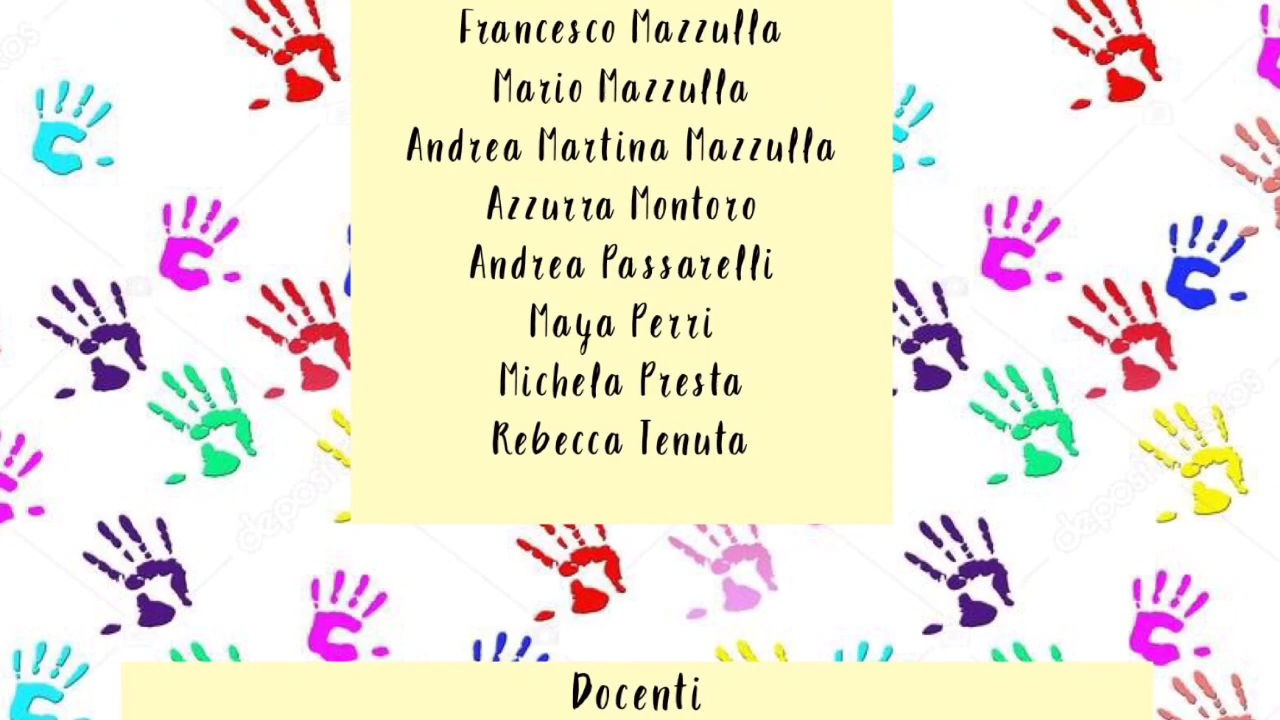 Francesco Mazzulla
Mario Mazzulla
Andrea Martina Mazzulla
Azzurra Montoro
Andrea Passarelli
Maya Perri
Michela Presta
Rebecca Tenuta
Docenti